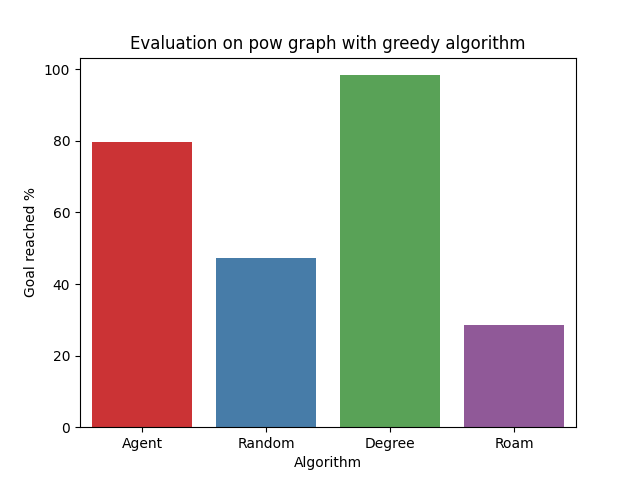 Evaluation on pow graph with greedy algorithm
100
80
60
40
20
0
Goal reached %
Agent Random Degree Roam
Algorithm